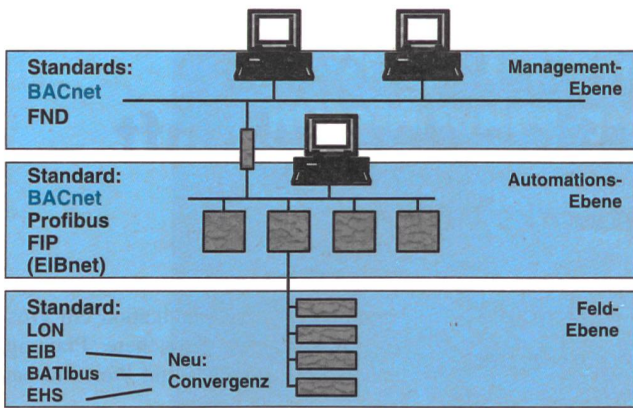 Standards:
BACnet
FND
Management-
Ebene
Standard:
BACnet
Profibus
FIP
(EIBnet)
Automations-
Ebene
Standard:
LON
EIB
BATIbus
EHS
Neu:
Convergenz
Feld-
Ebene